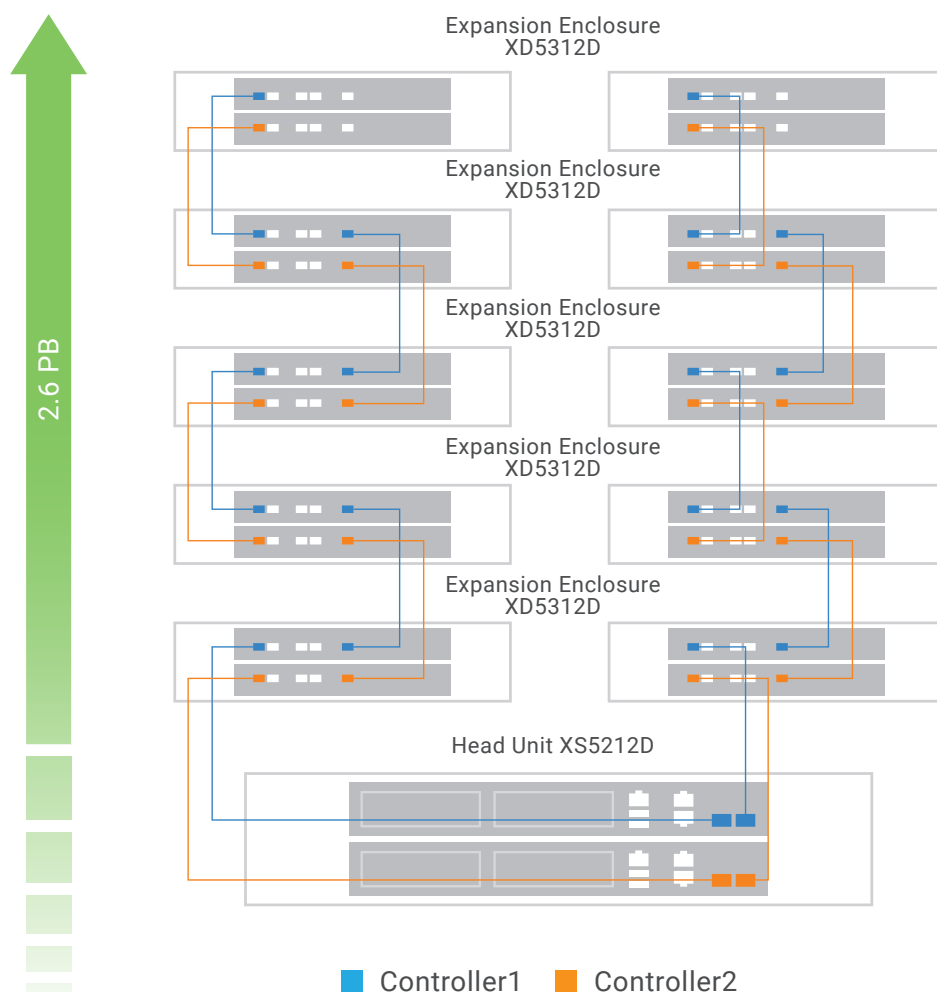 Expansion Enclosure
XD5312D
Expansion Enclosure
XD5312D
Expansion Enclosure
XD5312D
2.6 PB
Expansion Enclosure
XD5312D
Expansion Enclosure
XD5312D
Head Unit XS5212D
Controller1
Controller2